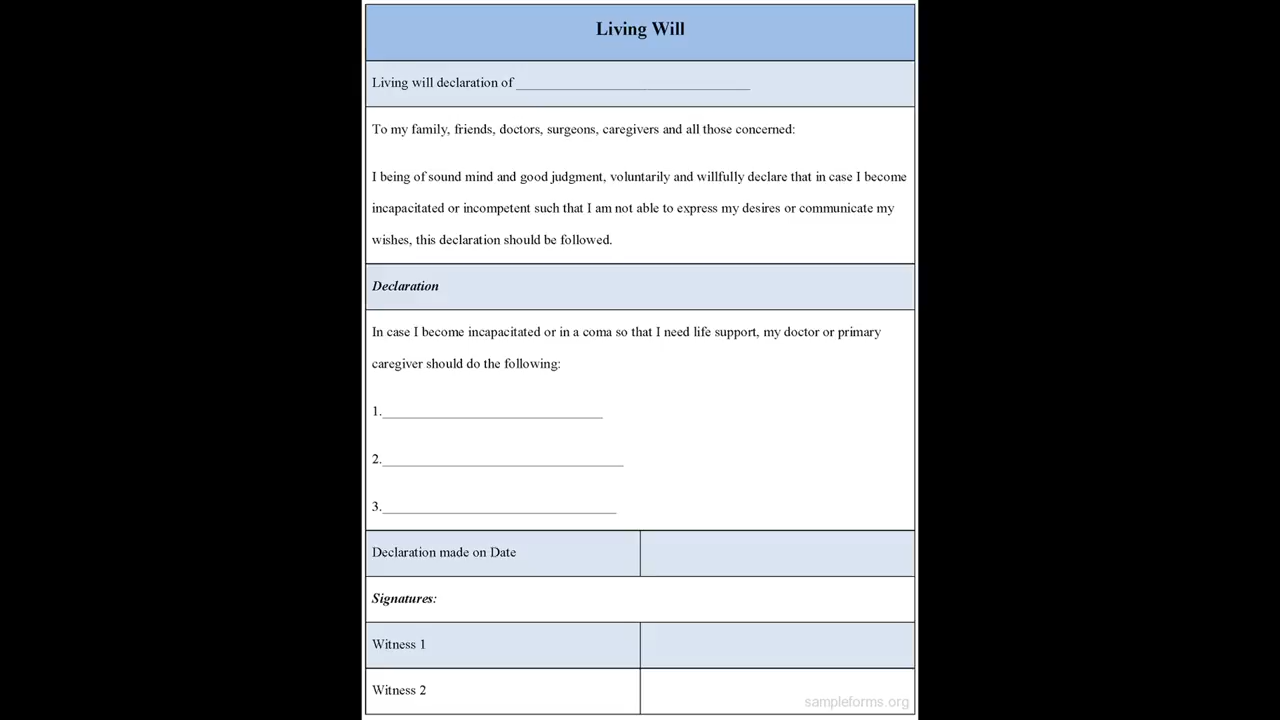 Living Will
Living will declaration of ___________________________________
To my family, friends, doctors, surgeons, caregivers and all those concerned:
I being of sound mind and good judgment, voluntarily and willfully declare that in case I become
incapacitated or incompetent such that I am not able to express my desires or communicate my
wishes, this declaration should be followed.
Declaration
In case I become incapacitated or in a coma so that I need life support, my doctor or primary
caregiver should do the following:
1._________________________________
2.____________________________________
3.___________________________________
Declaration made on Date
Signatures:
Witness 1
Witness 2
sampleforms.org